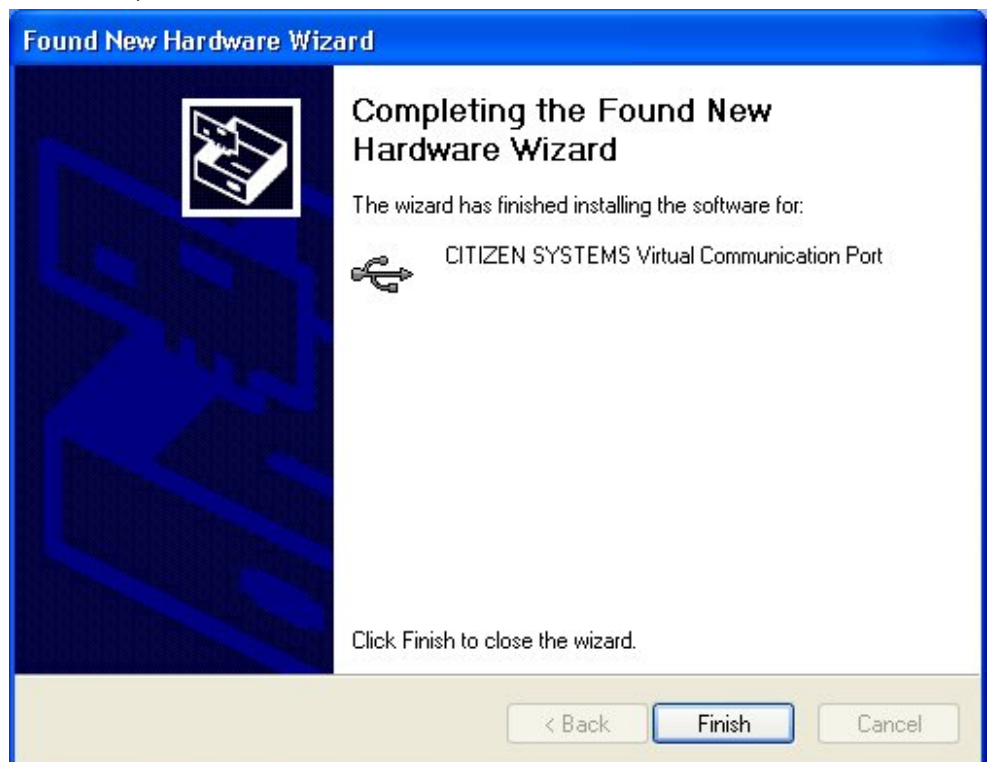 Found New Hardware Wizard
Completing the Found New
Hardware Wizard
The wizard has finished installing the software for:
CITIZEN SYSTEMS Virtual Communication Port
Click Finish to close the wizard.
< Back Finish Cancel